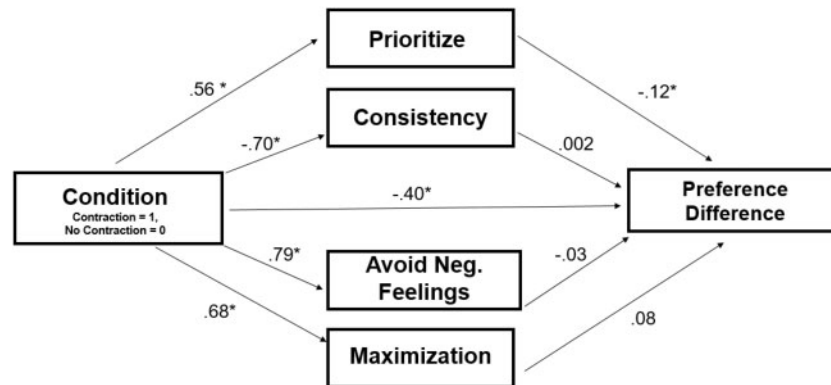 Prioritize
.56 *
-.12*
Consistency
-.70*
.002
Condition
Contraction = 1,
No Contraction = 0
-.40*
Preference
Difference
.79*
Avoid Neg.
Feelings
-.03
.68*
.08
Maximization